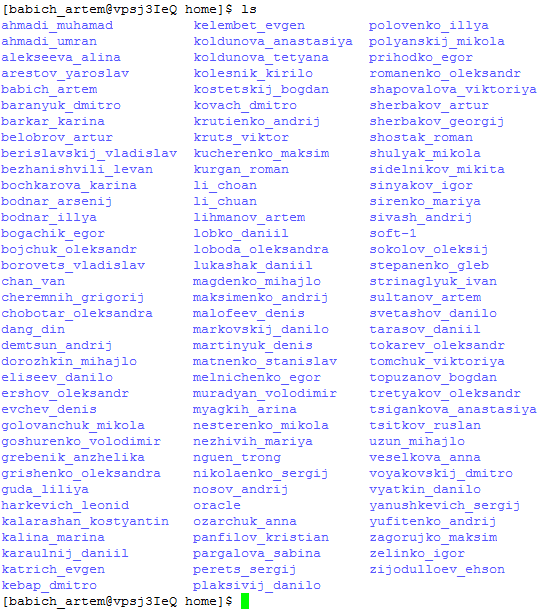 [babich_artem@vpsj3IeQ home]$ ls
ahmadi_muhamad kelembet_evgen polovenko_illya
ahmadi_umran koldunova_anastasiya polyanskij_mikola
alekseeva_alina koldunova_tetyana prihodko_egor
arestov_yaroslav kolesnik_kirilo romanenko_oleksandr
babich_artem kostetskij_bogdan shapovalova_viktoriya
baranyuk_dmitro kovach_dmitro sherbakov_artur
barkar_karina krutienko_andrij sherbakov_georgij
belobrov_artur kruts_viktor shostak_roman
berislavskij_vladislav kucherenko_maksim shulyak_mikola
bezhanishvili_levan kurgan_roman sidelnikov_mikita
bochkarova_karina li_choan sinyakov_igor
bodnar_arsenij li_chuan sirenko_mariya
bodnar_illya lihmanov_artem sivash_andrij
bogachik_egor lobko_daniil soft-1
bojchuk_oleksandr loboda_oleksandra sokolov_oleksij
borovets_vladislav lukashak_daniil stepanenko_gleb
chan_van magdenko_mihajlo strinaglyuk_ivan
cheremnih_grigorij maksimenko_andrij sultanov_artem
chobotar_oleksandra malofeev_denis svetashov_danilo
dang_din markovskij_danilo tarasov_daniil
demtsun_andrij martinyuk_denis tokarev_oleksandr
dorozhkin_mihajlo matnenko_stanislav tomchuk_viktoriya
eliseev_danilo melnichenko_egor topuzanov_bogdan
ershov_oleksandr muradyan_volodimir tretyakov_oleksandr
evchev_denis myagkih_arina tsigankova_anastasiya
golovanchuk_mikola nesterenko_mikola tsitkov_ruslan
goshurenko_volodimir nezhivih_mariya uzun_mihajlo
grebenik_anzhelika nguen_trong veselkova_anna
grishenko_oleksandra nikolaenko_sergij voyakovskij_dmitro
guda_liliya nosov_andrij vyatkin_danilo
harkevich_leonid oracle yanushkevich_sergij
kalarashan_kostyantin ozarchuk_anna yufitenko_andrij
kalina_marina panfilov_kristian zagorujko_maksim
karaulnij_daniil pargalova_sabina zelinko_igor
katrich_evgen perets_sergij zijodulloev_ehson
kebap_dmitro plaksivij_danilo
[babich_artem@vpsj3IeQ home]$